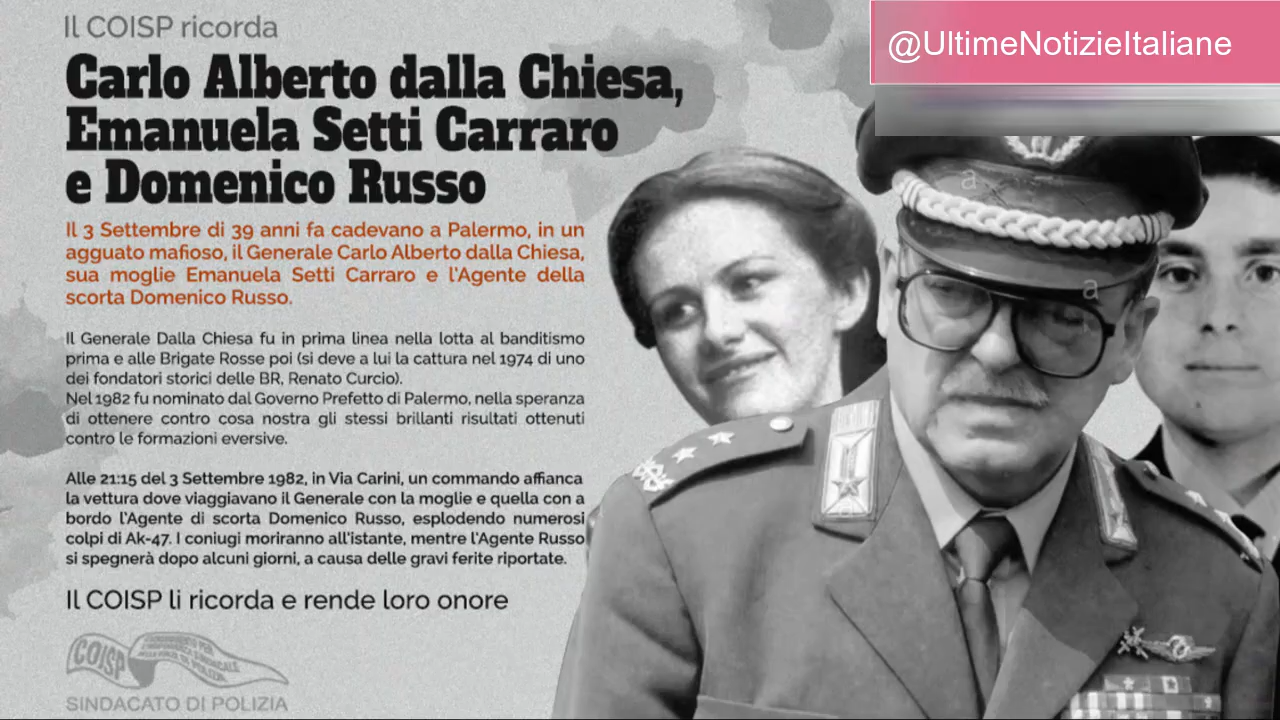 Il COISP ricorda
@UltimeNotizieItaliane
Carlo Alberto dalla Chiesa,
Emanuela Setti Carraro
e Domenico Russo
Il 3 Settembre di 39 anni fa cadevano a Palermo, in un
agguato mafioso, il Generale Carlo Alberto dalla Chiesa,
sua moglie Emanuela Setti Carraro e l'Agente della
scorta Domenico Russo.
Il Generale Dalla Chiesa fu in prima linea nella lotta al banditismo
prima e alle Brigate Rosse poi (si deve a lui la cattura nel 1974 di uno
dei fondatori storici delle BR, Renato Curcio).
Nel 1982 fu nominato dal Governo Prefetto di Palermo, nella speranza
di ottenere contro cosa nostra gli stessi brillanti risultati ottenuti
contro le formazioni eversive.
Alle 21:15 del 3 Settembre 1982, in Via Carini, un commando affianca
la vettura dove viaggiavano il Generale con la moglie e quella con a
bordo l'Agente di scorta Domenico Russo, esplodendo numerosi
colpi di Ak-47. I coniugi moriranno all'istante, mentre l'Agente Russo
si spegnerà dopo alcuni giorni, a causa delle gravi ferite riportate.
Il COISP li ricorda e rende loro onore
COISP
SINDACATO DI POLIZIA